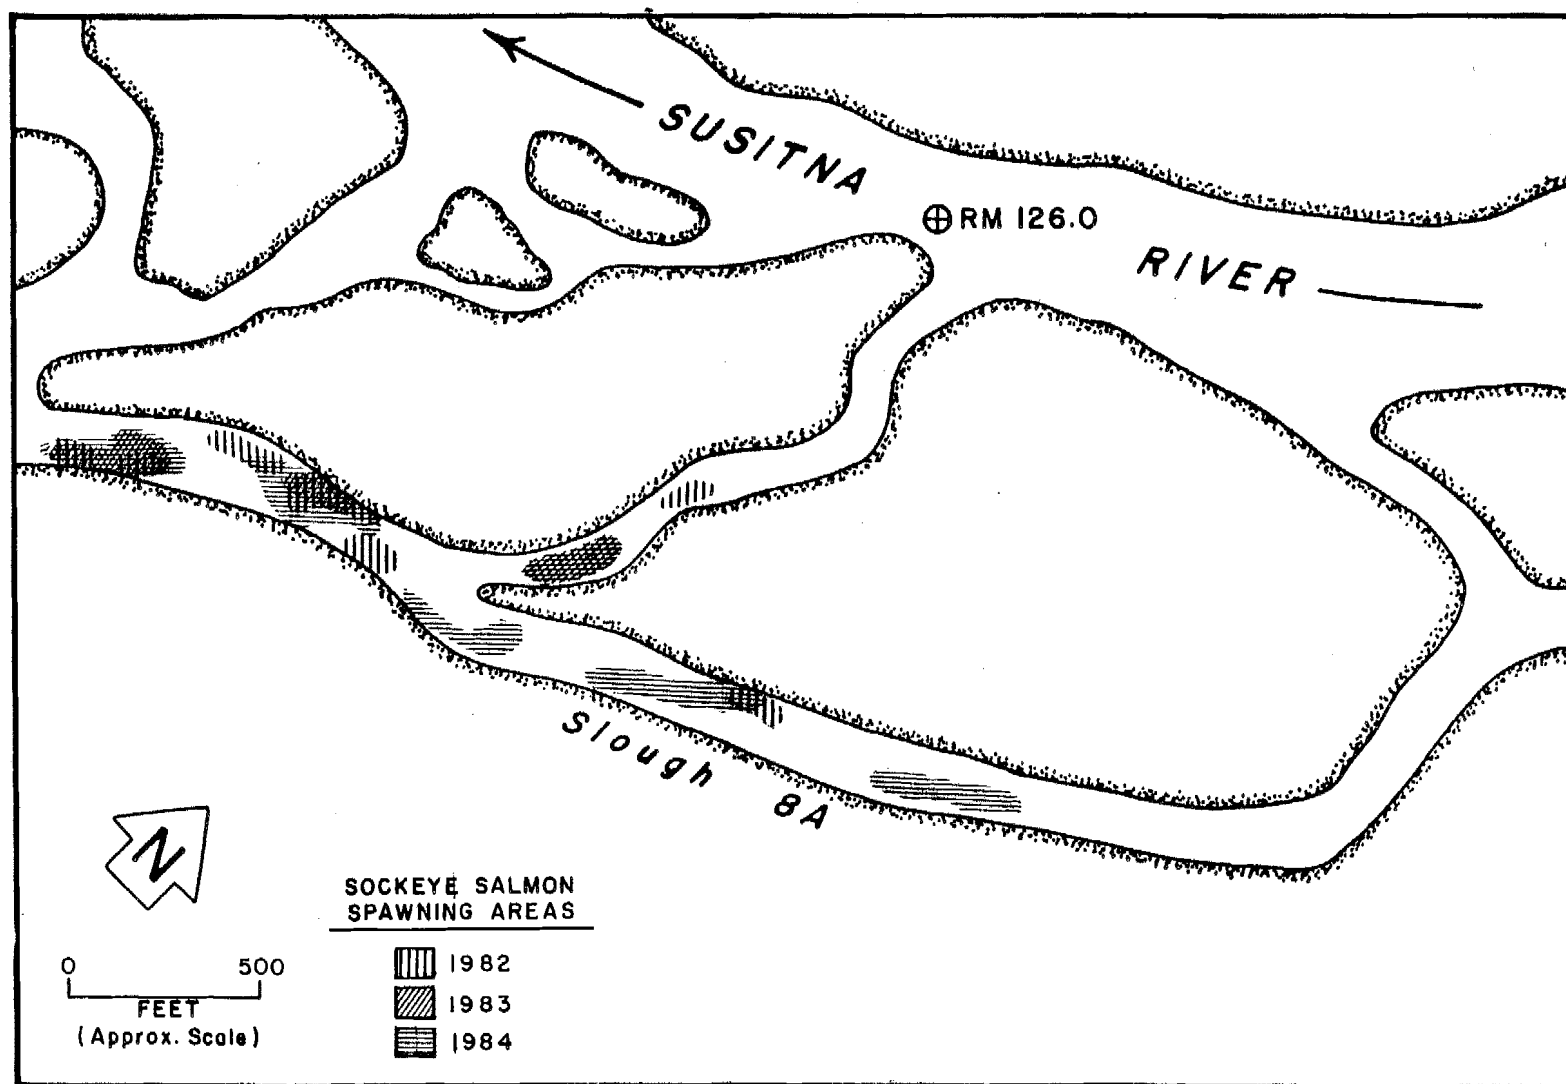 SUSITNA
RM 126.0
RIVER
Slough 8A
N
SOCKEYE SALMON
SPAWNING AREAS
0 500
FEET
(Approx. Scale)
1982
1983
1984